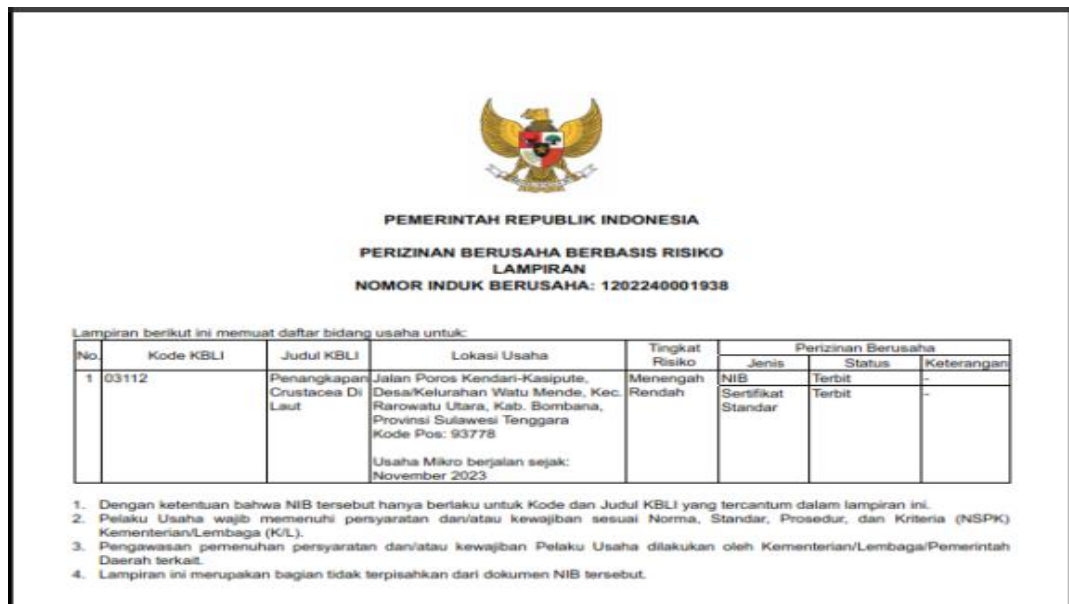 PEMERINTAH REPUBLIK INDONESIA
PERIZINAN BERUSAHA BERBASIS RISIKO
LAMPIRAN
NOMOR INDUK BERUSAHA: 1202240001938
Lampiran berikut ini memuat daftar bidang usaha untuk:
No. Kode KBLI Judul KBLI Lokasi Usaha Tingkat Risiko Perizinan Berusaha
Jenis Status Keterangan
1 03112 Penangkapan Jalan Poros Kendari-Kasipute, Menengah NIB Terbit -
Crustacea Di Desa/Kelurahan Watu Mende, Kec. Rendah Sertifikat Terbit -
Laut Rarowatu Utara, Kab. Bombana, Standar
Provinsi Sulawesi Tenggara
Kode Pos: 93778
Usaha Mikro berjalan sejak:
November 2023
1. Dengan ketentuan bahwa NIB tersebut hanya berlaku untuk Kode dan Judul KBLI yang tercantum dalam lampiran ini.
2. Pelaku Usaha wajib memenuhi persyaratan dan/atau kewajiban sesuai Norma, Standar, Prosedur, dan Kriteria (NSPK)
Kementerian/Lembaga (K/L).
3. Pengawasan pemenuhan persyaratan dan/atau kewajiban Pelaku Usaha dilakukan oleh Kementerian/Lembaga/Pemerintah
Daerah terkait.
4. Lampiran ini merupakan bagian tidak terpisahkan dari dokumen NIB tersebut.